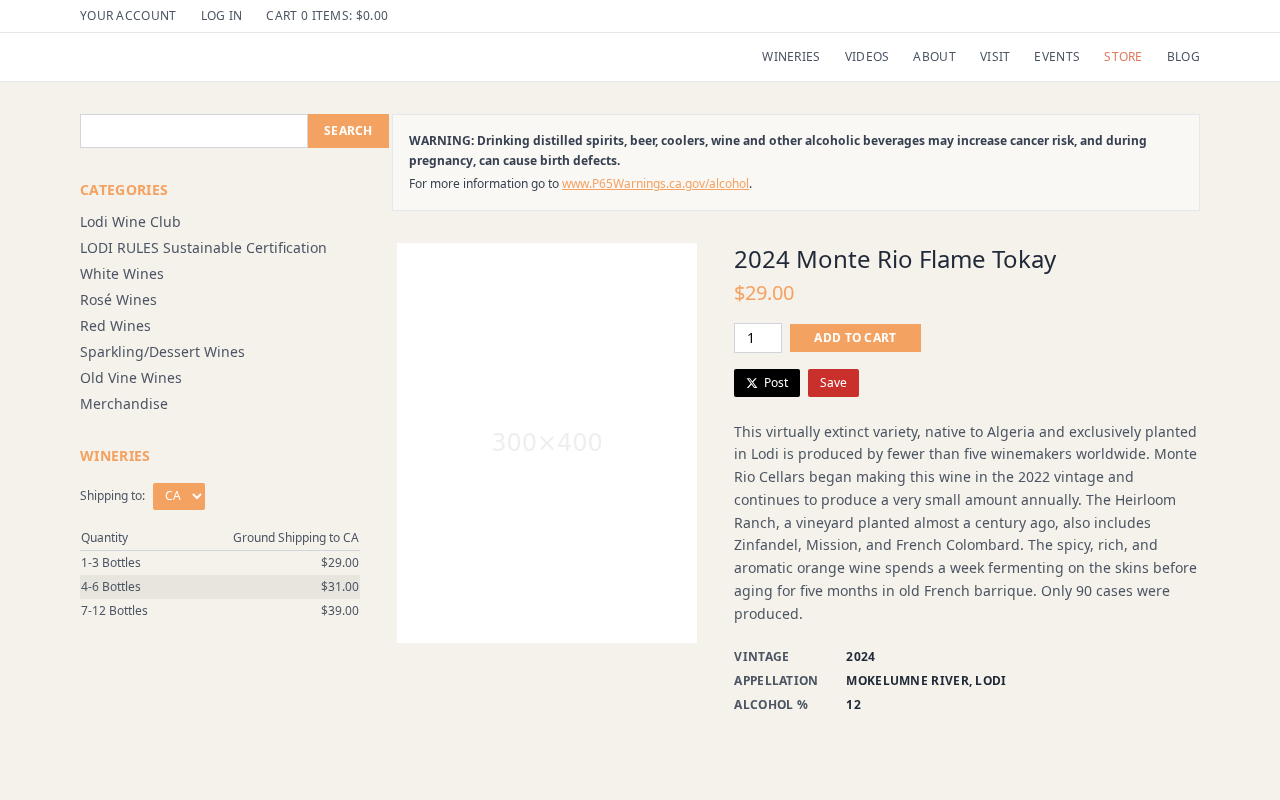 YOUR ACCOUNT LOG IN CART 0 ITEMS: $0.00
WINERIES VIDEOS ABOUT VISIT EVENTS STORE BLOG
SEARCH
CATEGORIES
Lodi Wine Club
LODI RULES Sustainable Certification
White Wines
Rosé Wines
Red Wines
Sparkling/Dessert Wines
Old Vine Wines
Merchandise
WINERIES
Shipping to: CA
Quantity Ground Shipping to CA
1-3 Bottles $29.00
4-6 Bottles $31.00
7-12 Bottles $39.00
WARNING: Drinking distilled spirits, beer, coolers, wine and other alcoholic beverages may increase cancer risk, and during
pregnancy, can cause birth defects.
For more information go to www.P65Warnings.ca.gov/alcohol.
300×400
2024 Monte Rio Flame Tokay
$29.00
1 ADD TO CART
Post Save
This virtually extinct variety, native to Algeria and exclusively planted
in Lodi is produced by fewer than five winemakers worldwide. Monte
Rio Cellars began making this wine in the 2022 vintage and
continues to produce a very small amount annually. The Heirloom
Ranch, a vineyard planted almost a century ago, also includes
Zinfandel, Mission, and French Colombard. The spicy, rich, and
aromatic orange wine spends a week fermenting on the skins before
aging for five months in old French barrique. Only 90 cases were
produced.
VINTAGE 2024
APPELLATION MOKELUMNE RIVER, LODI
ALCOHOL % 12